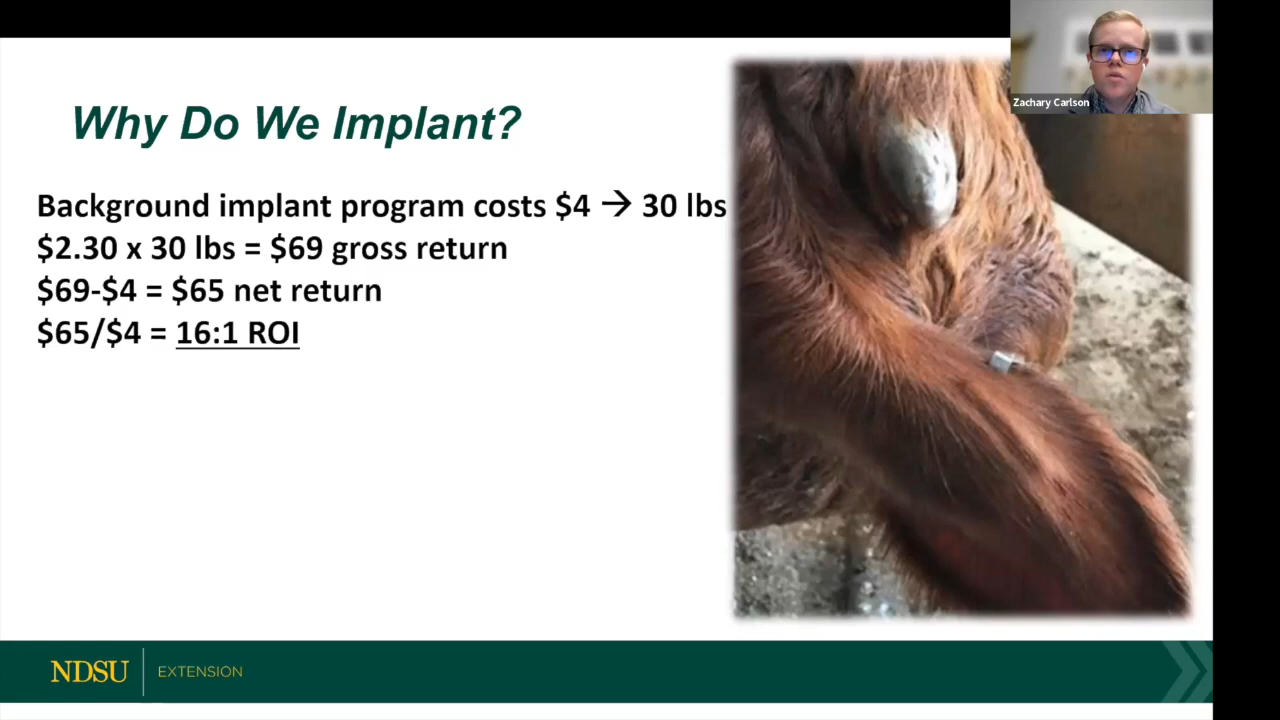 Zachary Carlson
Why Do We Implant?
Background implant program costs $4 → 30 lbs
$2.30 x 30 lbs = $69 gross return
$69-$4 = $65 net return
$65/$4 = 16:1 ROI
NDSU EXTENSION